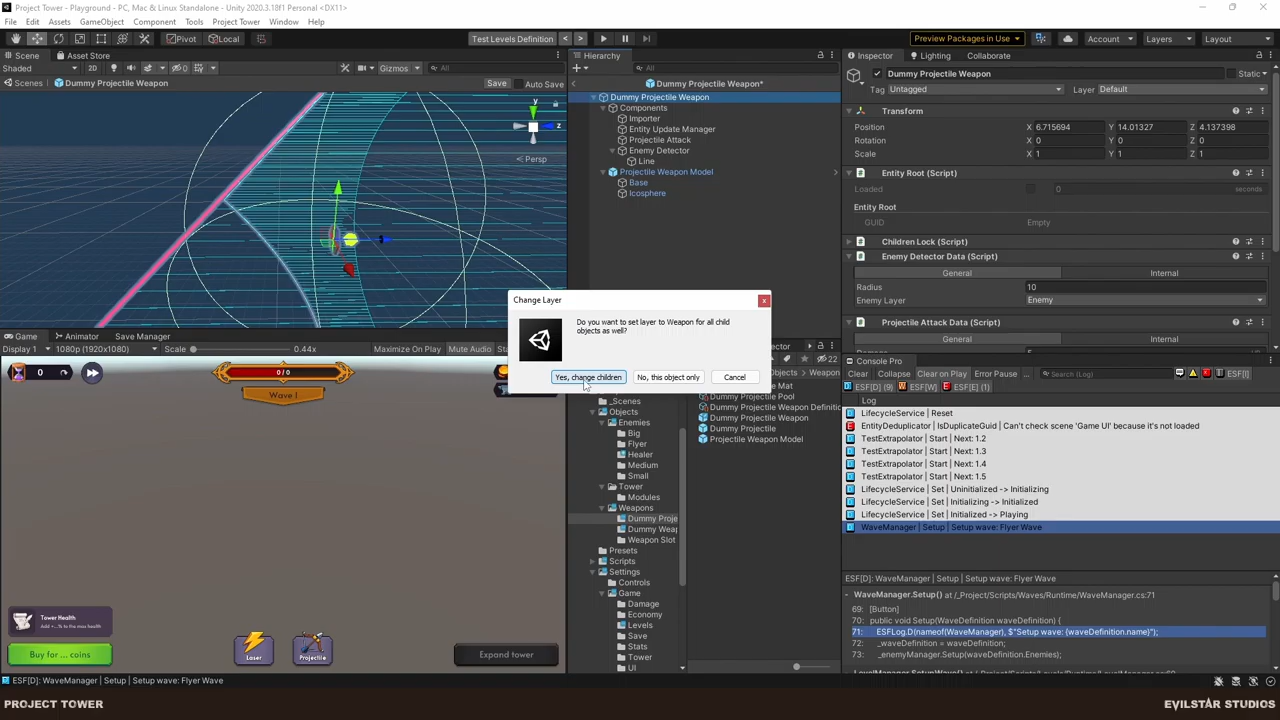 Project Tower - Playground - PC, Mac & Linux Standalone - Unity 2020.3.18f1 Personal* <DX11>
File Edit Assets GameObject Component Tools Project Tower Window Help
Pivot Local Test Levels Definition < > Preview Packages in Use Account Layers Layout
Scene Asset Store
Shaded 2D 0 Gizmos All
Scenes Dummy Projectile Weapon Save Auto Save
y
z
< Persp
Hierarchy
+ All
Dummy Projectile Weapon*
Dummy Projectile Weapon
Components
Importer
Entity Update Manager
Projectile Attack
Enemy Detector
Line
Projectile Weapon Model
Base
Icosphere
Inspector Lighting Collaborate
Dummy Projectile Weapon Static
Tag Untagged Layer Default
Transform
Position X 6.715694 Y 14.01327 Z
Rotation X 0 Y 0 Z 0
Scale X 1 Y 1 Z 1
Entity Root (Script)
Loaded 0 seconds
Entity Root
GUID Empty
Children Lock (Script)
Enemy Detector Data (Script)
General Internal
Radius 10
Enemy Layer Enemy
Projectile Attack Data (Script)
General Internal
Change Layer x
Do you want to set layer to Weapon for all child
objects as well?
Yes, change children No, this object only Cancel
Game Animator Save Manager
Display 1 1080p (1920x1080) Scale 0.44x Maximize On Play Mute Audio
0 0 / 0
Wave I
Tower Health
Add +...% to the max health
Buy for ... coins
Laser Projectile
Expand tower
22
_Scenes
Objects
Enemies
Big
Flyer
Healer
Medium
Small
Tower
Modules
Weapons
Dummy Proje
Dummy Weap
Weapon Slot
Presets
Scripts
Settings
Controls
Game
Damage
Economy
Levels
Save
Stats
Tower
UI
Dummy Projectile Pool
Dummy Projectile Weapon Definitio
Dummy Projectile Weapon
Dummy Projectile
Projectile Weapon Model
Console Pro
Clear Collapse Clear on Play Error Pause Search (Log)
ESF[D] (9) ESF[W] ESF[E] (1) ESF[I]
Log
LifecycleService | Reset
EntityDeduplicator | IsDuplicateGuid | Can't check scene 'Game UI' because it's not loaded
TestExtrapolator | Start | Next: 1.2
TestExtrapolator | Start | Next: 1.3
TestExtrapolator | Start | Next: 1.4
TestExtrapolator | Start | Next: 1.5
LifecycleService | Set | Uninitialized -> Initializing
LifecycleService | Set | Initializing -> Initialized
LifecycleService | Set | Initialized -> Playing
WaveManager | Setup | Setup wave: Flyer Wave
ESF[D]: WaveManager | Setup | Setup wave: Flyer Wave
WaveManager.Setup() at /_Project/Scripts/Waves/Runtime/WaveManager.cs:71
69: [Button]
70: public void Setup(WaveDefinition waveDefinition) {
71: ESFLog.D(nameof(WaveManager), $"Setup wave: {waveDefinition.name}");
72: _waveDefinition = waveDefinition;
73: _enemyManager.Setup(waveDefinition.Enemies);
ESF[D]: WaveManager | Setup | Setup wave: Flyer Wave
PROJECT TOWER EVILSTAR STUDIOS